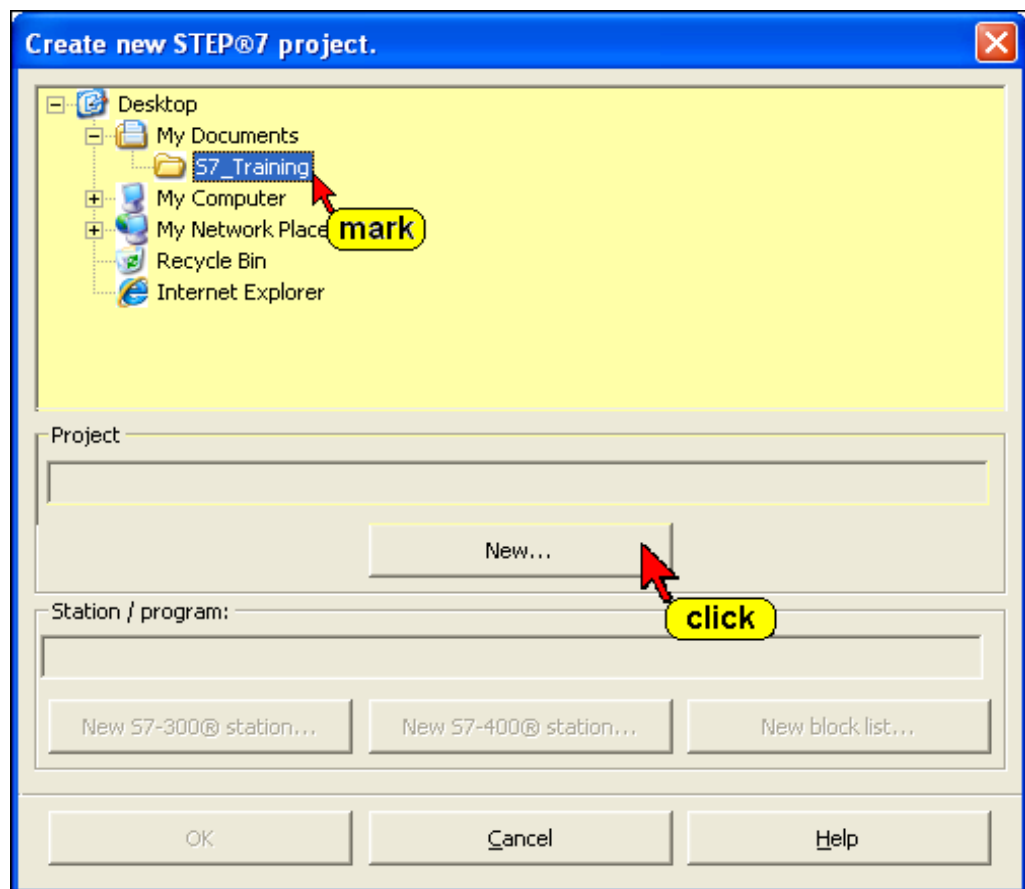 Create new STEP®7 project.
Desktop
My Documents
S7_Training
My Computer
My Network Place
mark
Recycle Bin
Internet Explorer
Project
New...
click
Station / program:
New S7-300® station...
New S7-400® station...
New block list...
OK
Cancel
Help